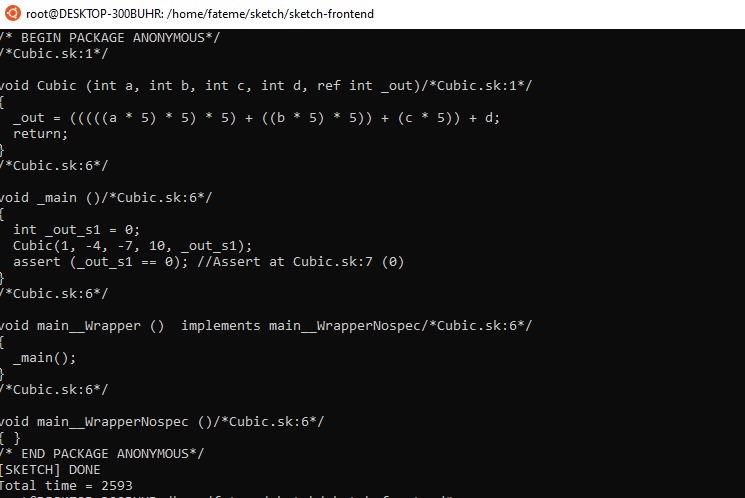 root@DESKTOP-300BUHR: /home/fateme/sketch/sketch-frontend
/* BEGIN PACKAGE ANONYMOUS*/
/*Cubic.sk:1*/
void Cubic (int a, int b, int c, int d, ref int _out)/*Cubic.sk:1*/
{
  _out = (((((a * 5) * 5) * 5) + ((b * 5) * 5)) + (c * 5)) + d;
  return;
}
/*Cubic.sk:6*/
void _main ()/*Cubic.sk:6*/
{
  int _out_s1 = 0;
  Cubic(1, -4, -7, 10, _out_s1);
  assert (_out_s1 == 0); //Assert at Cubic.sk:7 (0)
}
/*Cubic.sk:6*/
void main__Wrapper ()  implements main__WrapperNospec/*Cubic.sk:6*/
{
  _main();
}
/*Cubic.sk:6*/
void main__WrapperNospec ()/*Cubic.sk:6*/
{ }
/* END PACKAGE ANONYMOUS*/
[SKETCH] DONE
Total time = 2593